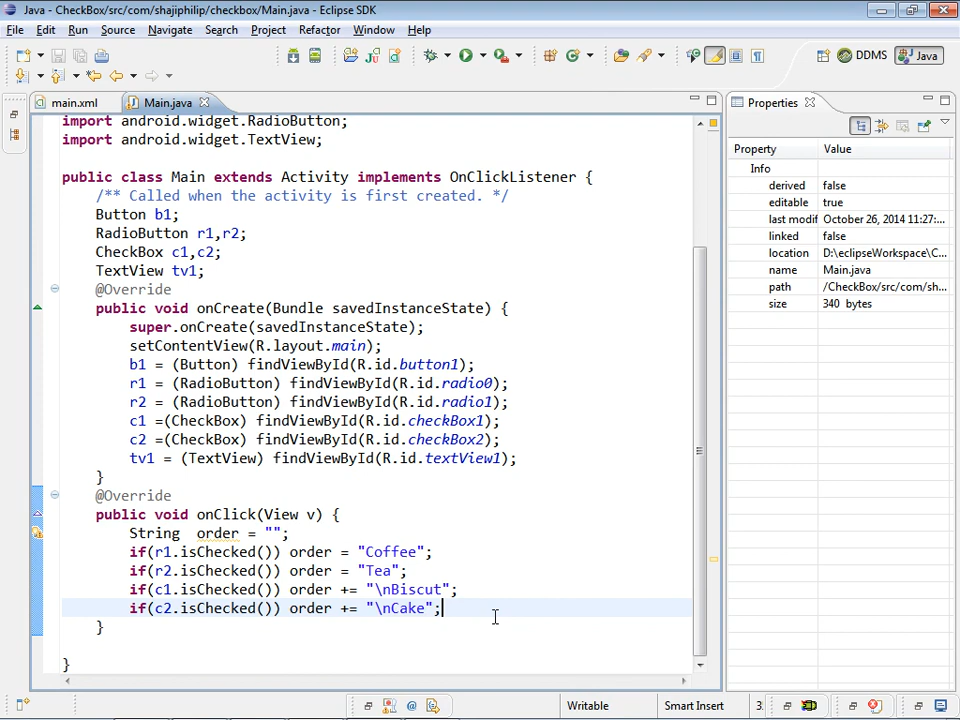 Java - CheckBox/src/com/shajiphilip/checkbox/Main.java - Eclipse SDK
File Edit Run Source Navigate Search Project Refactor Window Help
DDMS Java
main.xml Main.java
import android.widget.RadioButton;
import android.widget.TextView;
public class Main extends Activity implements OnClickListener {
/** Called when the activity is first created. */
Button b1;
RadioButton r1,r2;
CheckBox c1,c2;
TextView tv1;
@Override
public void onCreate(Bundle savedInstanceState) {
super.onCreate(savedInstanceState);
setContentView(R.layout.main);
b1 = (Button) findViewById(R.id.button1);
r1 = (RadioButton) findViewById(R.id.radio0);
r2 = (RadioButton) findViewById(R.id.radio1);
c1 =(CheckBox) findViewById(R.id.checkBox1);
c2 =(CheckBox) findViewById(R.id.checkBox2);
tv1 = (TextView) findViewById(R.id.textView1);
}
@Override
public void onClick(View v) {
String  order = "";
if(r1.isChecked()) order = "Coffee";
if(r2.isChecked()) order = "Tea";
if(c1.isChecked()) order += "\nBiscut";
if(c2.isChecked()) order += "\nCake";
}
}
Properties
Property Value
Info
derived false
editable true
last modif October 26, 2014 11:27:...
linked false
location D:\eclipseWorkspace\C...
name Main.java
path /CheckBox/src/com/sh...
size 340 bytes
Writable Smart Insert 3: